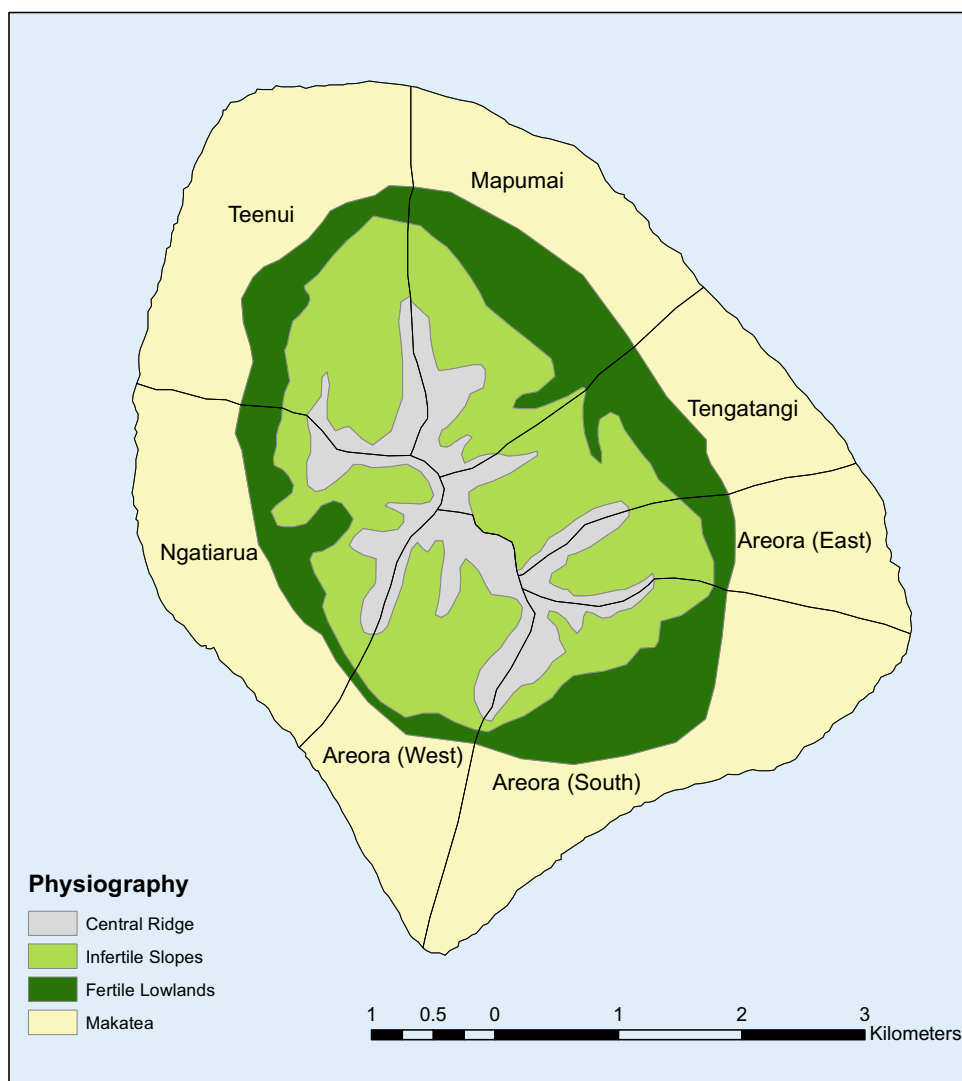 Mapumai
Teenui
Tengatangi
Areora (East)
Ngatiarua
Areora (West)
Areora (South)
Physiography
Central Ridge
Infertile Slopes
Fertile Lowlands
Makatea
1 0.5 0 1 2 3
Kilometers